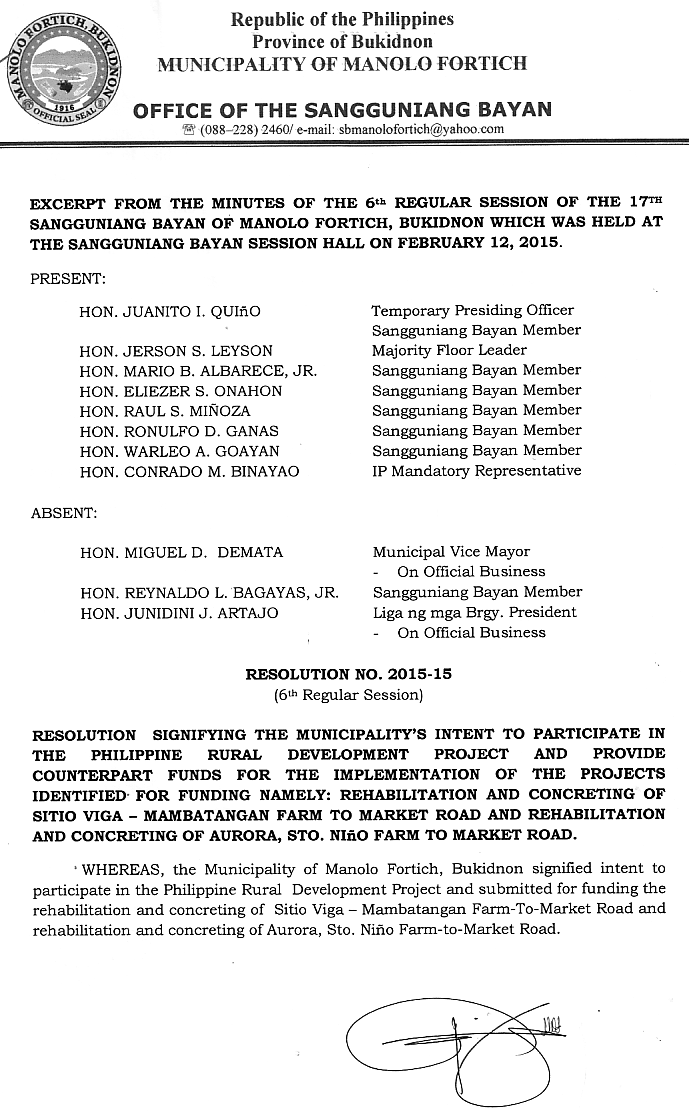 MANOLO FORTICH, BUKIDNON
1916
OFFICIAL SEAL
Republic of the Philippines
Province of Bukidnon
MUNICIPALITY OF MANOLO FORTICH
OFFICE OF THE SANGGUNIANG BAYAN
☏ (088–228) 2460/ e-mail: sbmanolofortich@yahoo.com
EXCERPT FROM THE MINUTES OF THE 6th REGULAR SESSION OF THE 17TH
SANGGUNIANG BAYAN OF MANOLO FORTICH, BUKIDNON WHICH WAS HELD AT
THE SANGGUNIANG BAYAN SESSION HALL ON FEBRUARY 12, 2015.
PRESENT:
HON. JUANITO I. QUIñO Temporary Presiding Officer
Sangguniang Bayan Member
HON. JERSON S. LEYSON Majority Floor Leader
HON. MARIO B. ALBARECE, JR. Sangguniang Bayan Member
HON. ELIEZER S. ONAHON Sangguniang Bayan Member
HON. RAUL S. MIÑOZA Sangguniang Bayan Member
HON. RONULFO D. GANAS Sangguniang Bayan Member
HON. WARLEO A. GOAYAN Sangguniang Bayan Member
HON. CONRADO M. BINAYAO IP Mandatory Representative
ABSENT:
HON. MIGUEL D. DEMATA Municipal Vice Mayor
- On Official Business
HON. REYNALDO L. BAGAYAS, JR. Sangguniang Bayan Member
HON. JUNIDINI J. ARTAJO Liga ng mga Brgy. President
- On Official Business
RESOLUTION NO. 2015-15
(6th Regular Session)
RESOLUTION SIGNIFYING THE MUNICIPALITY'S INTENT TO PARTICIPATE IN
THE PHILIPPINE RURAL DEVELOPMENT PROJECT AND PROVIDE
COUNTERPART FUNDS FOR THE IMPLEMENTATION OF THE PROJECTS
IDENTIFIED FOR FUNDING NAMELY: REHABILITATION AND CONCRETING OF
SITIO VIGA – MAMBATANGAN FARM TO MARKET ROAD AND REHABILITATION
AND CONCRETING OF AURORA, STO. NIñO FARM TO MARKET ROAD.
WHEREAS, the Municipality of Manolo Fortich, Bukidnon signified intent to
participate in the Philippine Rural Development Project and submitted for funding the
rehabilitation and concreting of Sitio Viga – Mambatangan Farm-To-Market Road and
rehabilitation and concreting of Aurora, Sto. Niño Farm-to-Market Road.